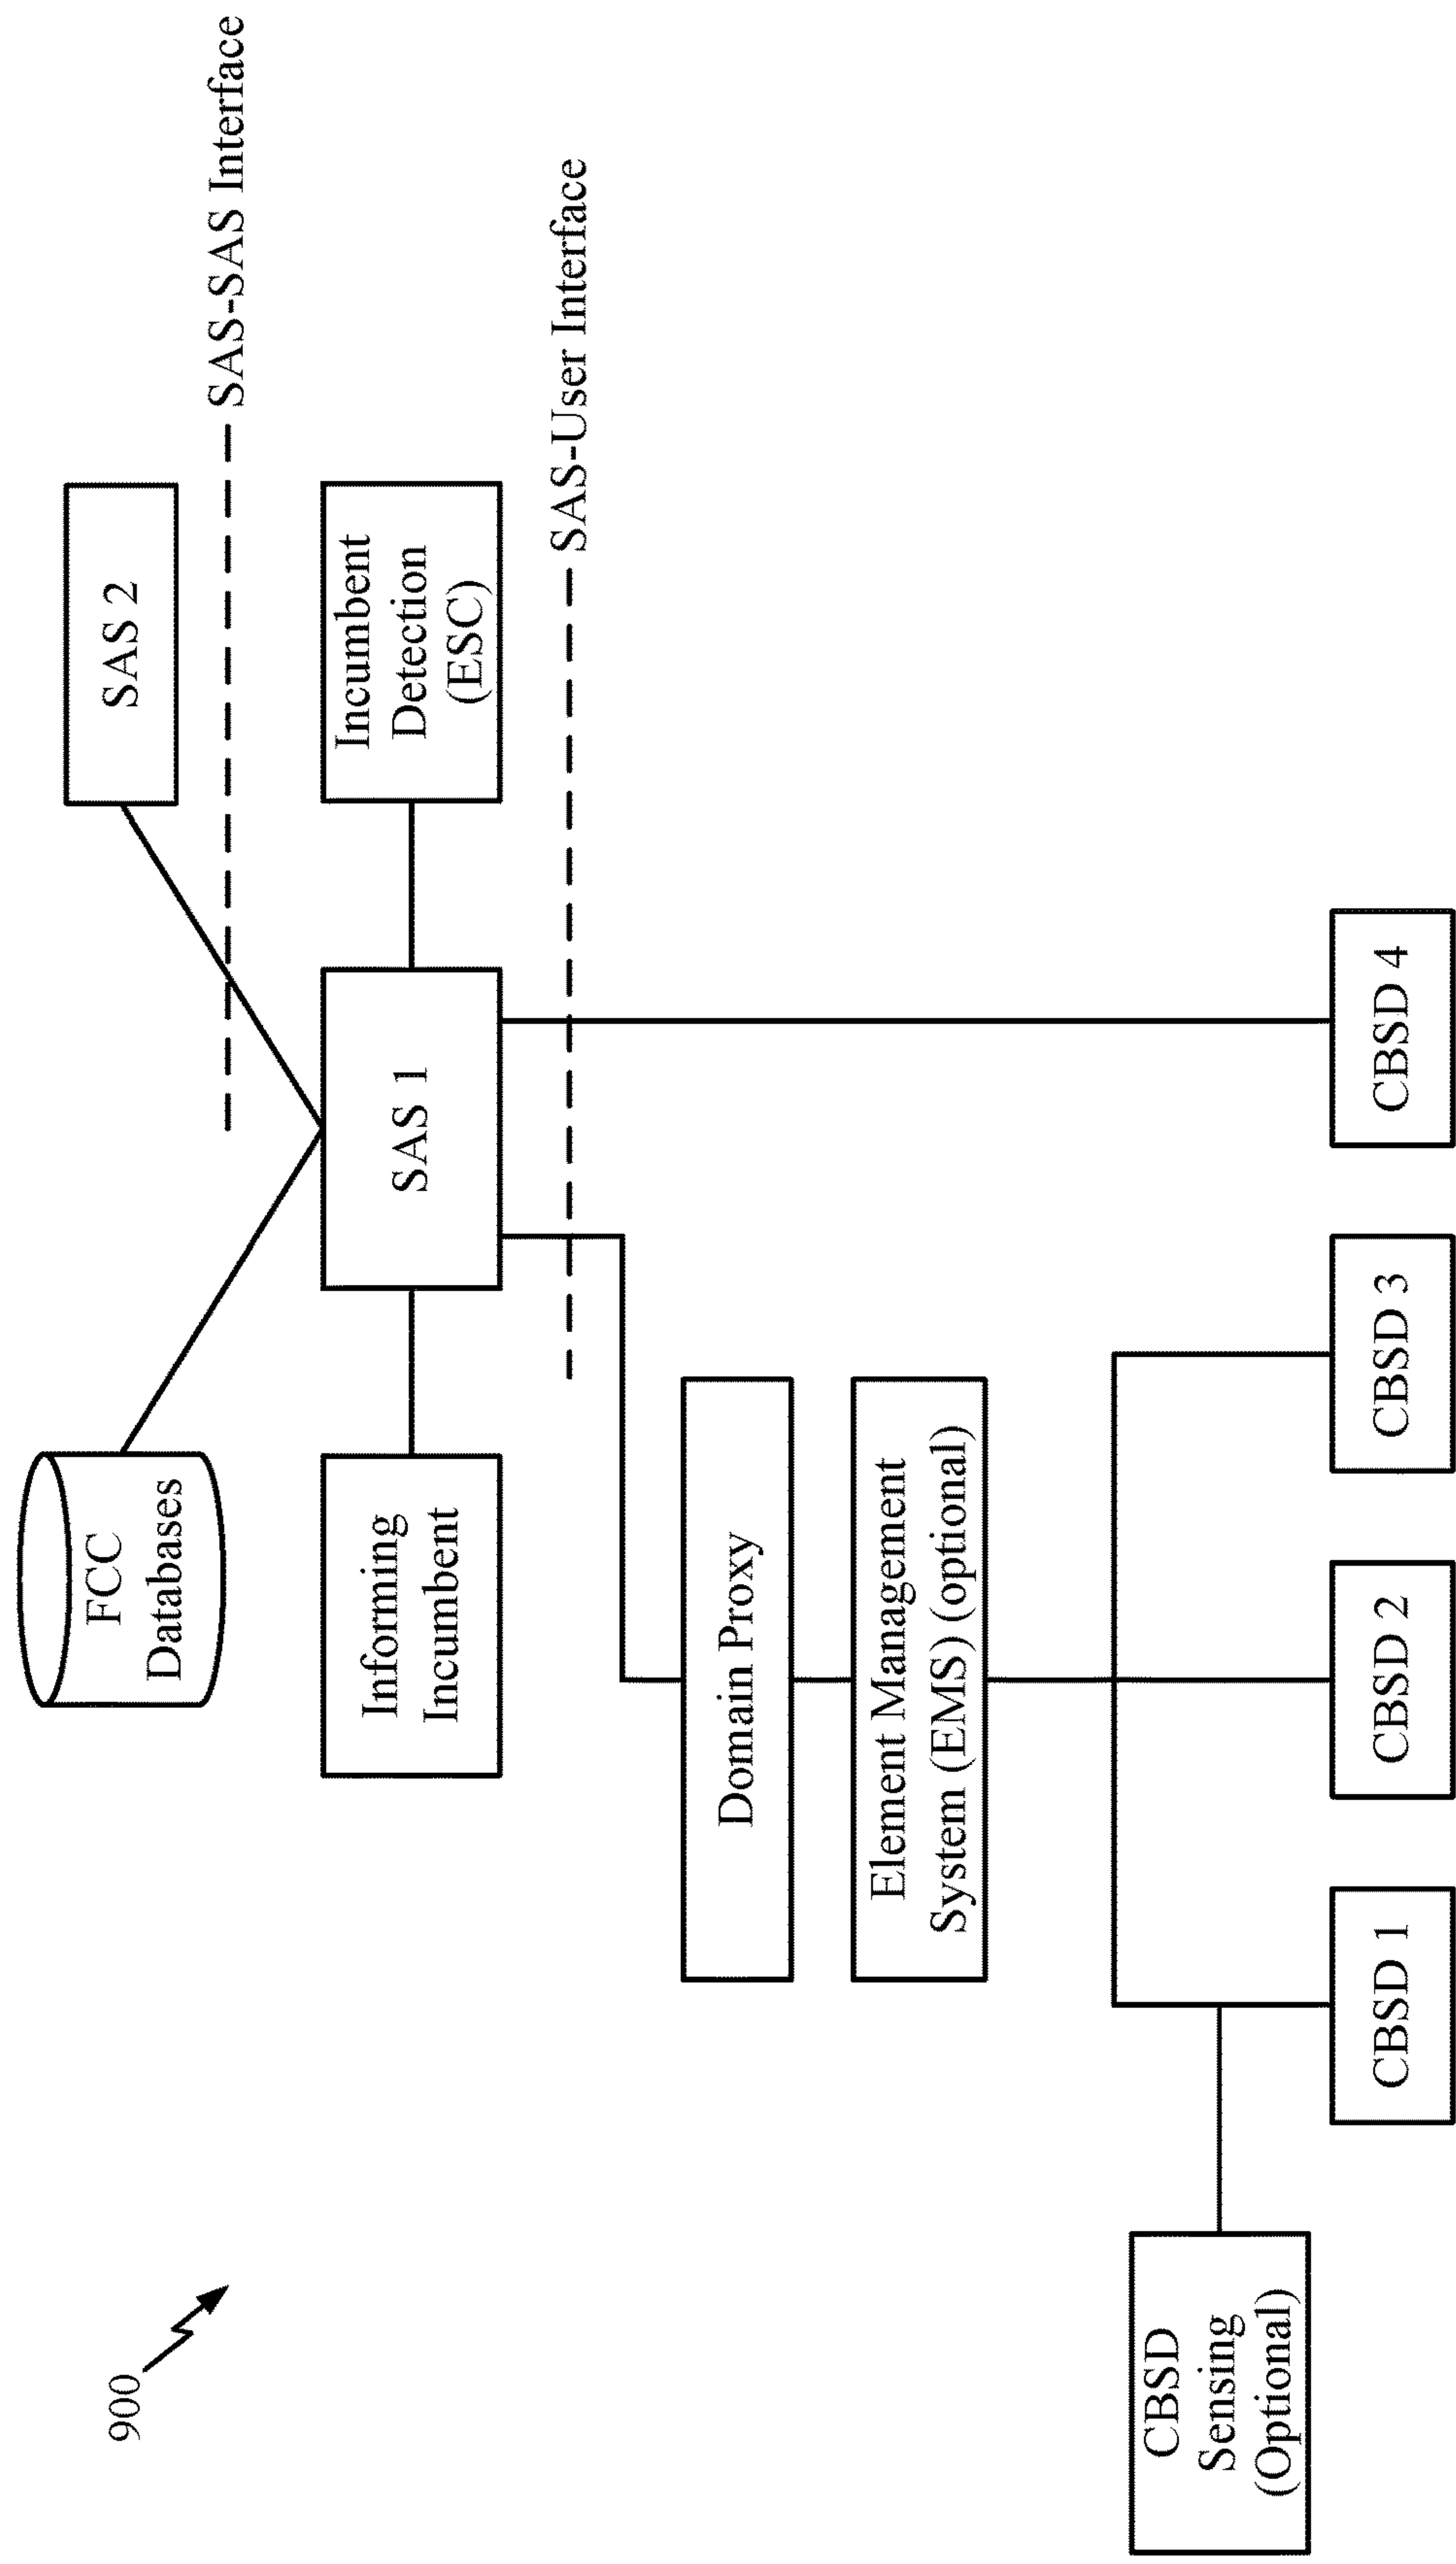 900
FCC
Databases
SAS 2
SAS-SAS Interface
Informing
Incumbent
SAS 1
Incumbent
Detection
(ESC)
SAS-User Interface
Domain Proxy
Element Management
System (EMS) (optional)
CBSD
Sensing
(Optional)
CBSD 1
CBSD 2
CBSD 3
CBSD 4